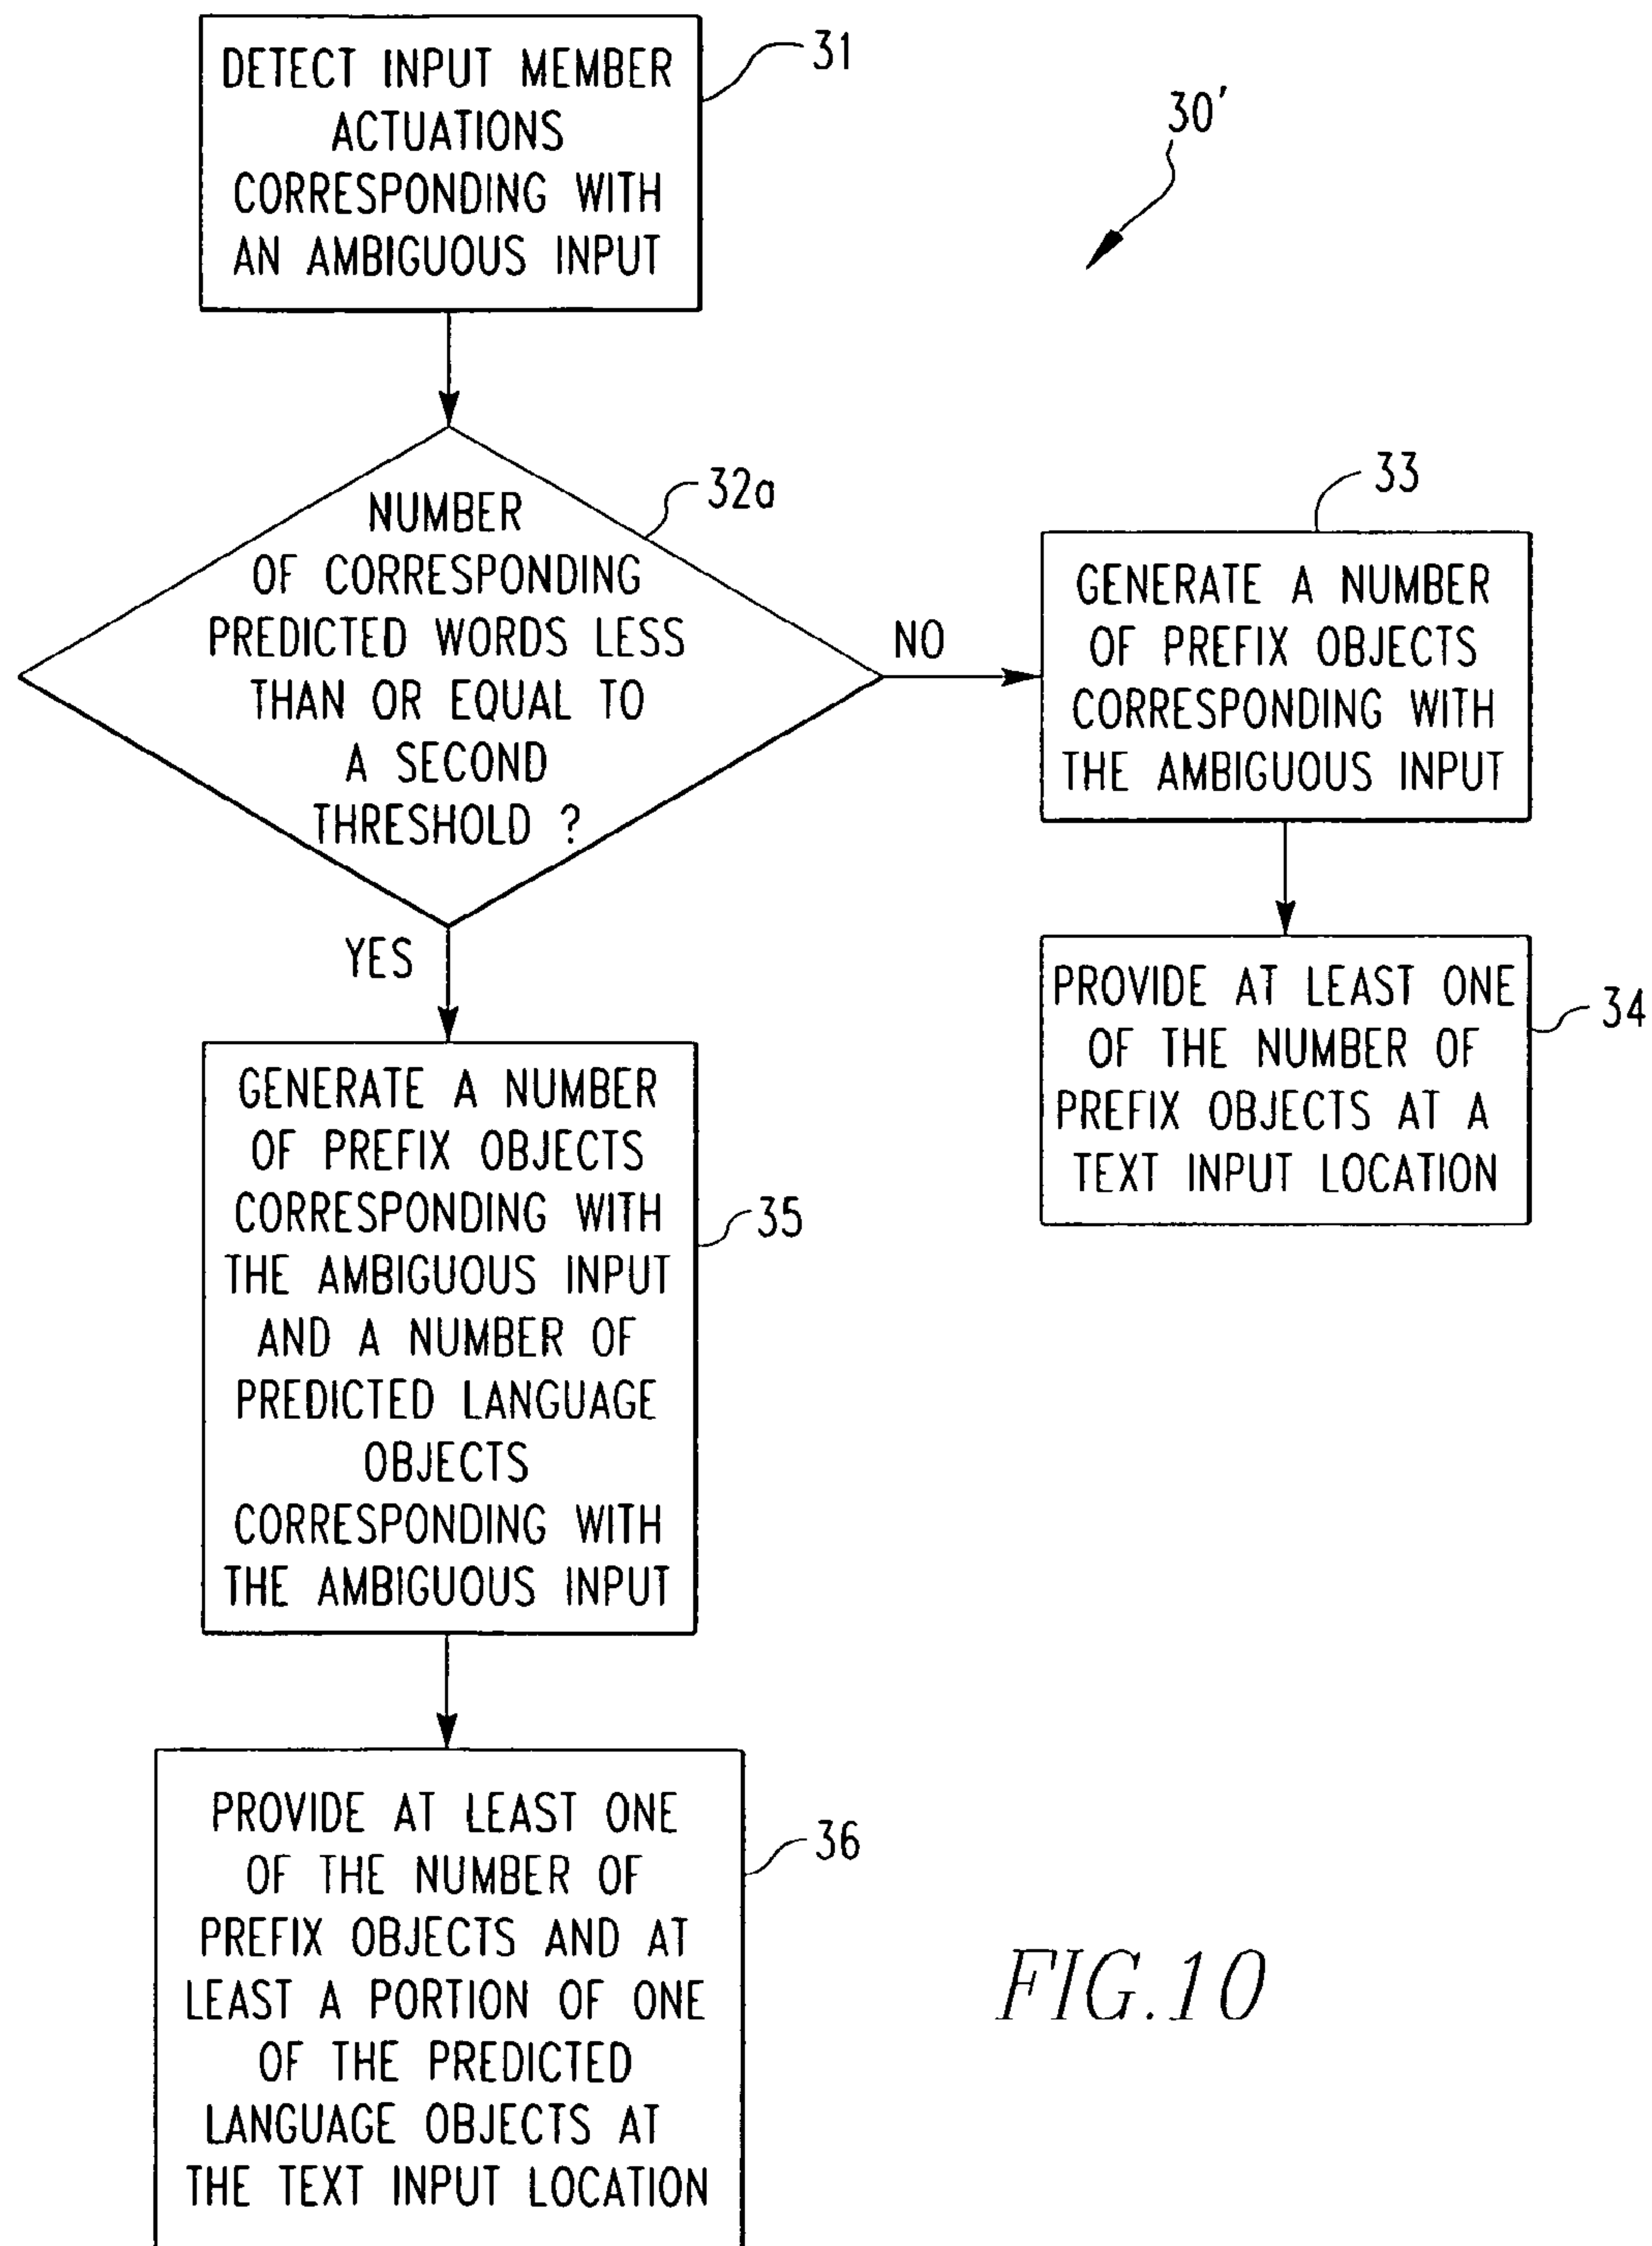 DETECT INPUT MEMBER
ACTUATIONS
CORRESPONDING WITH
AN AMBIGUOUS INPUT
31
30'
NUMBER
OF CORRESPONDING
PREDICTED WORDS LESS
THAN OR EQUAL TO
A SECOND
THRESHOLD ?
32a
NO
YES
33
GENERATE A NUMBER
OF PREFIX OBJECTS
CORRESPONDING WITH
THE AMBIGUOUS INPUT
PROVIDE AT LEAST ONE
OF THE NUMBER OF
PREFIX OBJECTS AT A
TEXT INPUT LOCATION
34
GENERATE A NUMBER
OF PREFIX OBJECTS
CORRESPONDING WITH
THE AMBIGUOUS INPUT
AND A NUMBER OF
PREDICTED LANGUAGE
OBJECTS
CORRESPONDING WITH
THE AMBIGUOUS INPUT
35
PROVIDE AT LEAST ONE
OF THE NUMBER OF
PREFIX OBJECTS AND AT
LEAST A PORTION OF ONE
OF THE PREDICTED
LANGUAGE OBJECTS AT
THE TEXT INPUT LOCATION
36
FIG.10